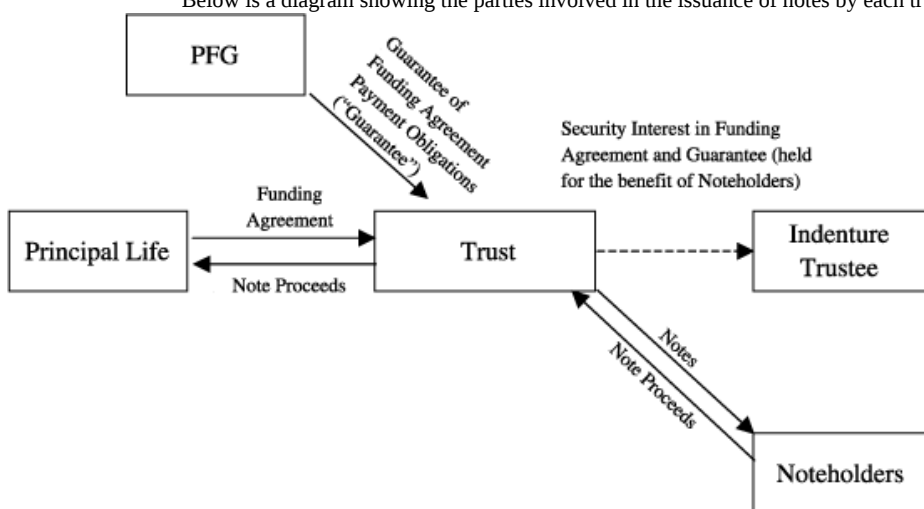 Below is a diagram showing the parties involved in the issuance of notes by each
PFG
Guarantee of
Funding Agreement
Payment Obligations
("Guarantee")
Security Interest in Funding
Agreement and Guarantee (held
for the benefit of Noteholders)
Funding
Agreement
Principal Life
Trust
Indenture
Trustee
Note Proceeds
Notes
Note Proceeds
Noteholders